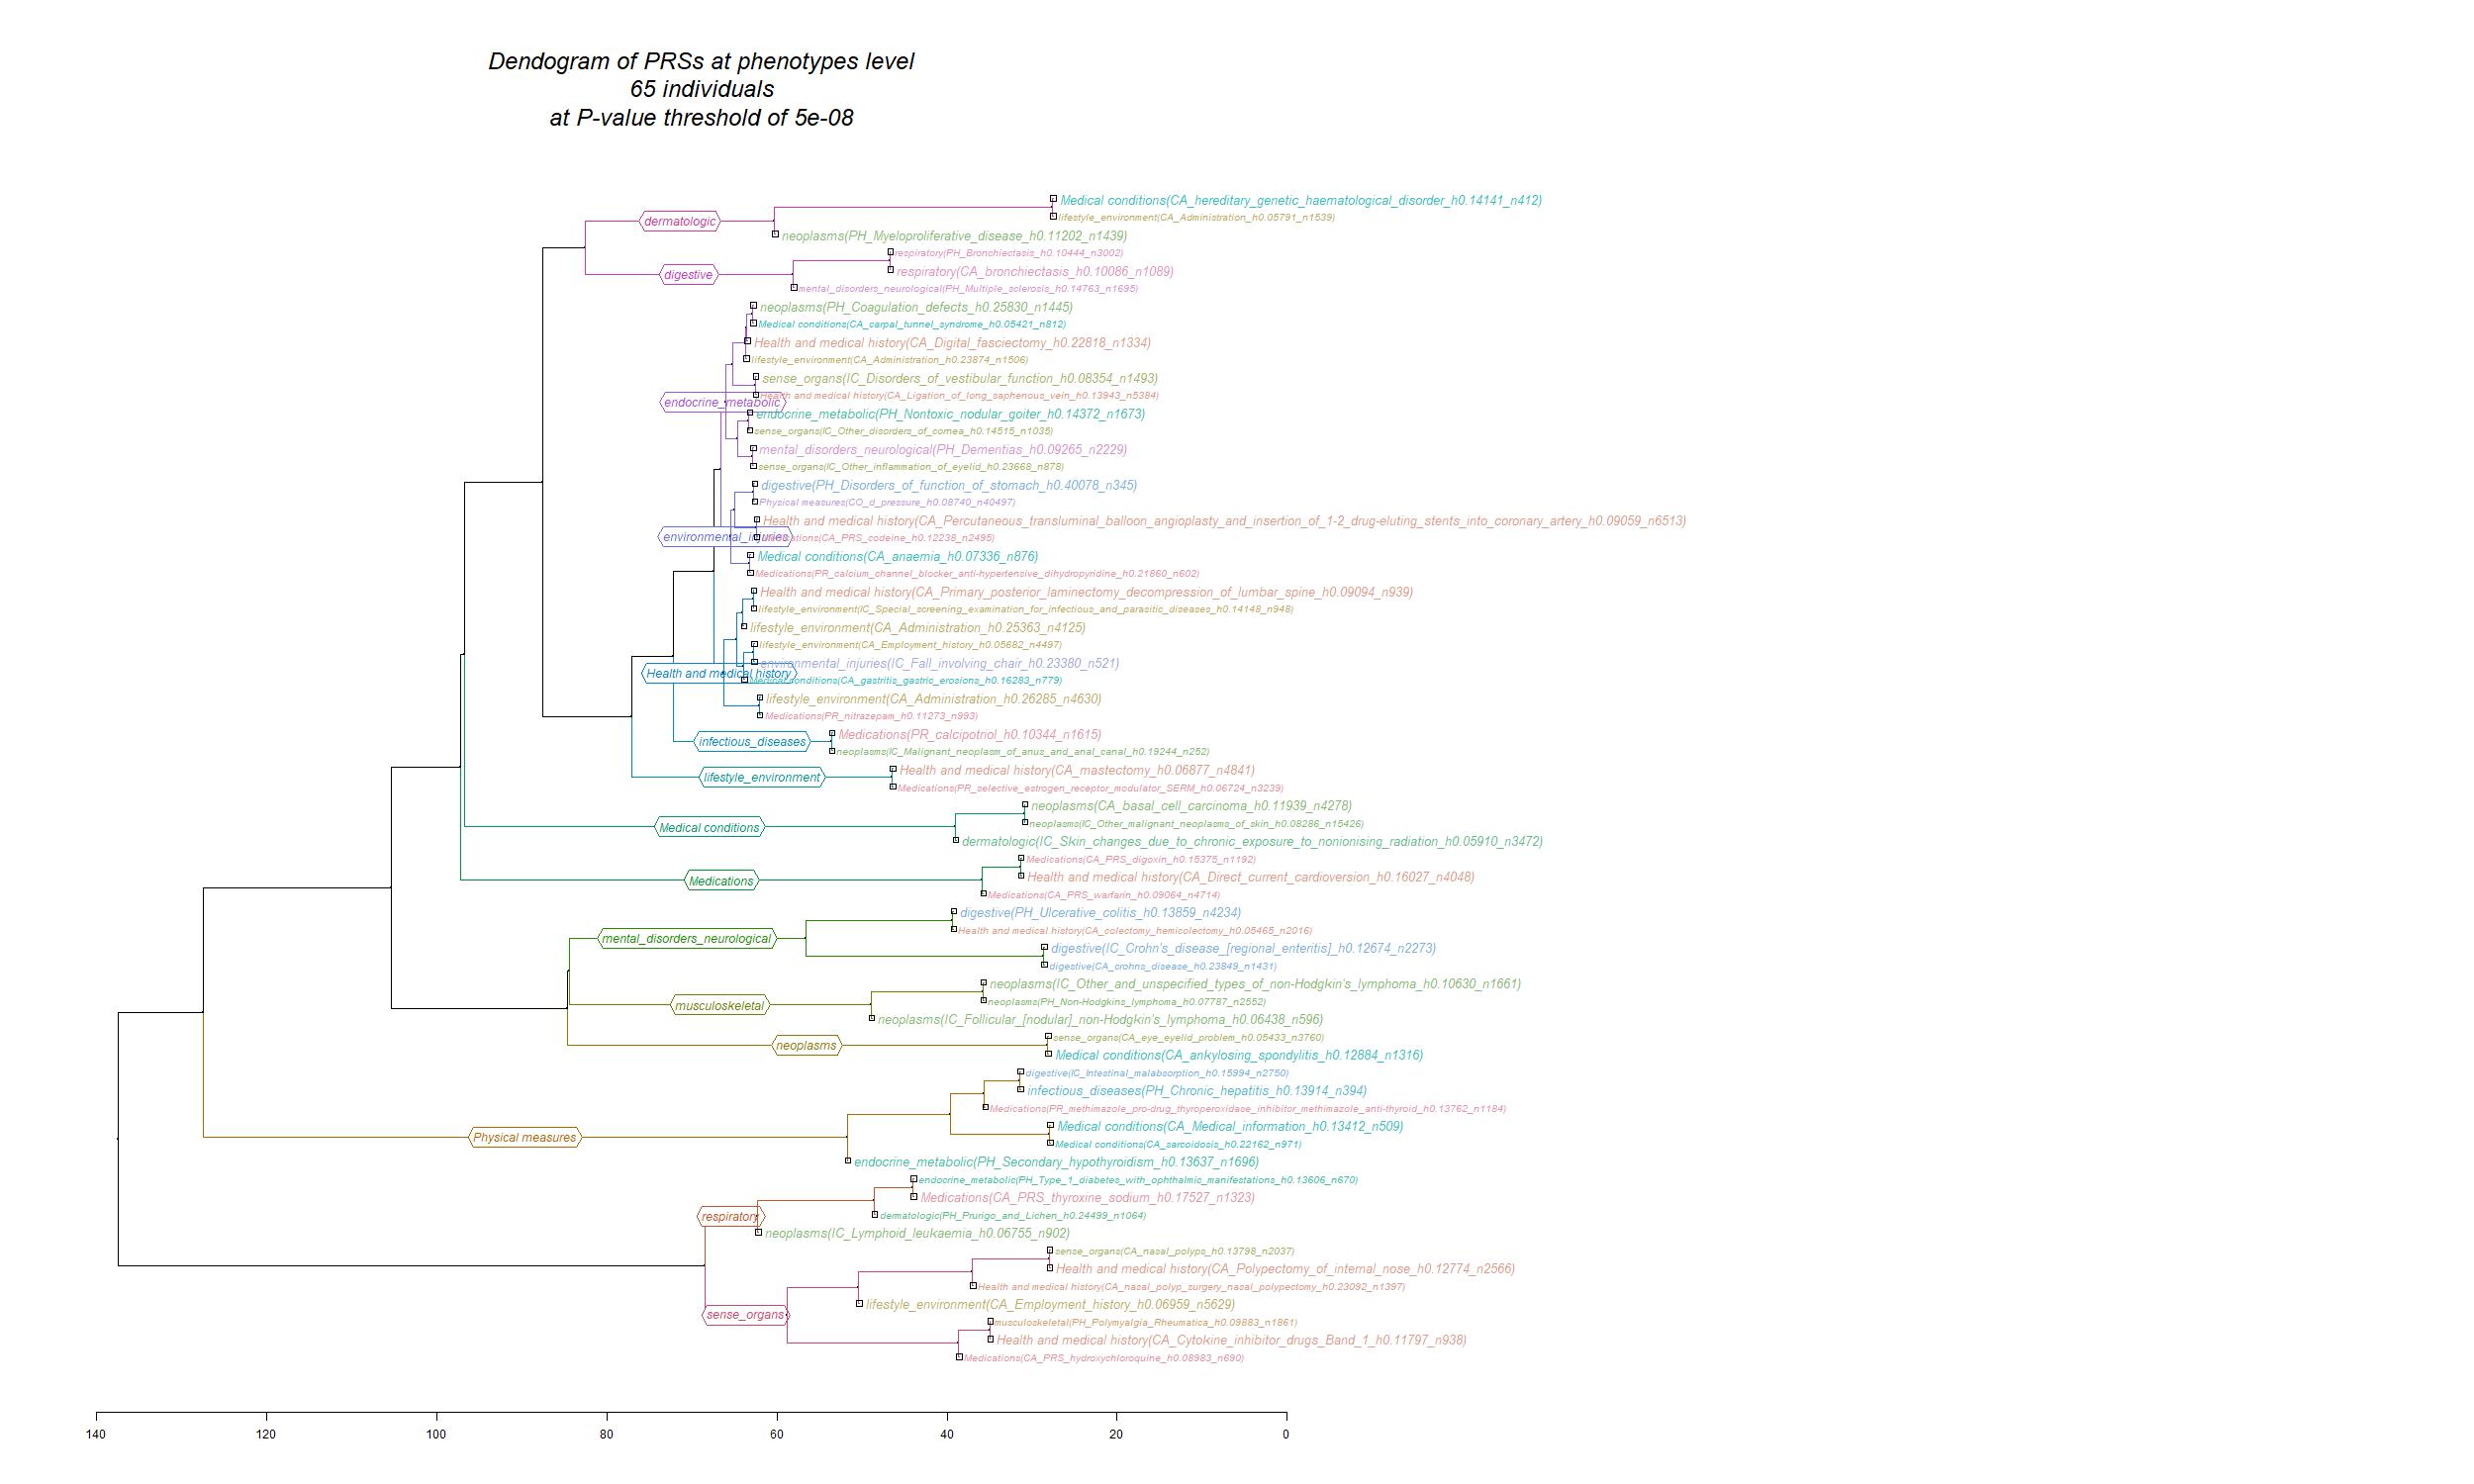 Dendogram of PRSs at phenotypes level
65 individuals
at P-value threshold of 5e-08
Medical conditions(CA_hereditary_genetic_haematological_disorder_h0.14141_n412)
lifestyle_environment(CA_Administration_h0.05791_n1539)
dermatologic
neoplasms(PH_Myeloproliferative_disease_h0.11202_n1439)
respiratory(PH_Bronchiectasis_h0.10444_n3002)
respiratory(CA_bronchiectasis_h0.10086_n1089)
digestive
mental_disorders_neurological(PH_Multiple_sclerosis_h0.14763_n1695)
neoplasms(PH_Coagulation_defects_h0.25830_n1445)
Medical conditions(CA_carpal_tunnel_syndrome_h0.05421_n812)
Health and medical history(CA_Digital_fasciectomy_h0.22818_n1334)
lifestyle_environment(CA_Administration_h0.23874_n1506)
sense_organs(IC_Disorders_of_vestibular_function_h0.08354_n1493)
Health and medical history(CA_Ligation_of_long_saphenous_vein_h0.13943_n5384)
endocrine_metabolic
endocrine_metabolic(PH_Nontoxic_nodular_goiter_h0.14372_n1673)
sense_organs(IC_Other_disorders_of_cornea_h0.14515_n1035)
mental_disorders_neurological(PH_Dementias_h0.09265_n2229)
sense_organs(IC_Other_inflammation_of_eyelid_h0.23668_n878)
digestive(PH_Disorders_of_function_of_stomach_h0.40078_n345)
Physical measures(CO_d_pressure_h0.08740_n40497)
Health and medical history(CA_Percutaneous_transluminal_balloon_angioplasty_and_insertion_of_1-2_drug-eluting_stents_into_coronary_artery_h0.09059_n6513)
environmental_injuries
Medications(CA_PRS_codeine_h0.12238_n2495)
Medical conditions(CA_anaemia_h0.07336_n876)
Medications(PR_calcium_channel_blocker_anti-hypertensive_dihydropyridine_h0.21860_n602)
Health and medical history(CA_Primary_posterior_laminectomy_decompression_of_lumbar_spine_h0.09094_n939)
lifestyle_environment(IC_Special_screening_examination_for_infectious_and_parasitic_diseases_h0.14148_n948)
lifestyle_environment(CA_Administration_h0.25363_n4125)
lifestyle_environment(CA_Employment_history_h0.05682_n4497)
environmental_injuries(IC_Fall_involving_chair_h0.23380_n521)
Health and medical history
Medical conditions(CA_gastritis_gastric_erosions_h0.16283_n779)
lifestyle_environment(CA_Administration_h0.26285_n4630)
Medications(PR_nitrazepam_h0.11273_n993)
Medications(PR_calcipotriol_h0.10344_n1615)
infectious_diseases
neoplasms(IC_Malignant_neoplasm_of_anus_and_anal_canal_h0.19244_n252)
Health and medical history(CA_mastectomy_h0.06877_n4841)
lifestyle_environment
Medications(PR_selective_estrogen_receptor_modulator_SERM_h0.06724_n3239)
neoplasms(CA_basal_cell_carcinoma_h0.11939_n4278)
neoplasms(IC_Other_malignant_neoplasms_of_skin_h0.08286_n15426)
Medical conditions
dermatologic(IC_Skin_changes_due_to_chronic_exposure_to_nonionising_radiation_h0.05910_n3472)
Medications(CA_PRS_digoxin_h0.15375_n1192)
Health and medical history(CA_Direct_current_cardioversion_h0.16027_n4048)
Medications
Medications(CA_PRS_warfarin_h0.09064_n4714)
digestive(PH_Ulcerative_colitis_h0.13859_n4234)
Health and medical history(CA_colectomy_hemicolectomy_h0.05465_n2016)
mental_disorders_neurological
digestive(IC_Crohn's_disease_[regional_enteritis]_h0.12674_n2273)
digestive(CA_crohns_disease_h0.23849_n1431)
neoplasms(IC_Other_and_unspecified_types_of_non-Hodgkin's_lymphoma_h0.10630_n1661)
neoplasms(PH_Non-Hodgkins_lymphoma_h0.07787_n2552)
musculoskeletal
neoplasms(IC_Follicular_[nodular]_non-Hodgkin's_lymphoma_h0.06438_n596)
sense_organs(CA_eye_eyelid_problem_h0.05433_n3760)
neoplasms
Medical conditions(CA_ankylosing_spondylitis_h0.12884_n1316)
digestive(IC_Intestinal_malabsorption_h0.15994_n2750)
infectious_diseases(PH_Chronic_hepatitis_h0.13914_n394)
Medications(PR_methimazole_pro-drug_thyroperoxidase_inhibitor_methimazole_anti-thyroid_h0.13762_n1184)
Medical conditions(CA_Medical_information_h0.13412_n509)
Physical measures
Medical conditions(CA_sarcoidosis_h0.22162_n971)
endocrine_metabolic(PH_Secondary_hypothyroidism_h0.13637_n1696)
endocrine_metabolic(PH_Type_1_diabetes_with_ophthalmic_manifestations_h0.13606_n670)
Medications(CA_PRS_thyroxine_sodium_h0.17527_n1323)
respiratory
dermatologic(PH_Prurigo_and_Lichen_h0.24499_n1064)
neoplasms(IC_Lymphoid_leukaemia_h0.06755_n902)
sense_organs(CA_nasal_polyps_h0.13798_n2037)
Health and medical history(CA_Polypectomy_of_internal_nose_h0.12774_n2566)
Health and medical history(CA_nasal_polyp_surgery_nasal_polypectomy_h0.23092_n1397)
lifestyle_environment(CA_Employment_history_h0.06959_n5629)
sense_organs
musculoskeletal(PH_Polymyalgia_Rheumatica_h0.09883_n1861)
Health and medical history(CA_Cytokine_inhibitor_drugs_Band_1_h0.11797_n938)
Medications(CA_PRS_hydroxychloroquine_h0.08983_n690)
140 120 100 80 60 40 20 0